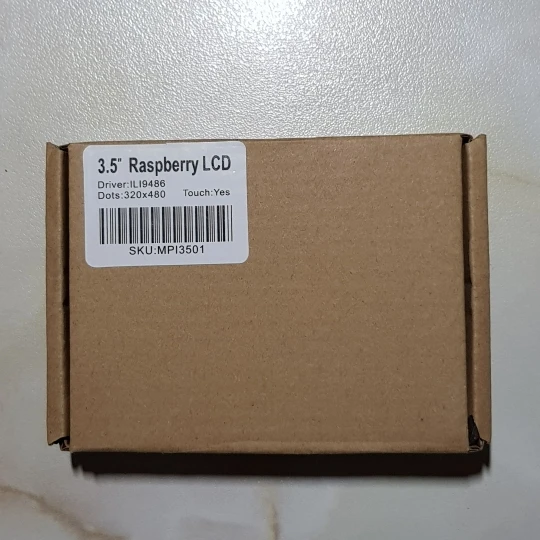 3.5" Raspberry LCD
Driver:ILI9486
Dots:320x480 Touch:Yes
SKU:MPI3501